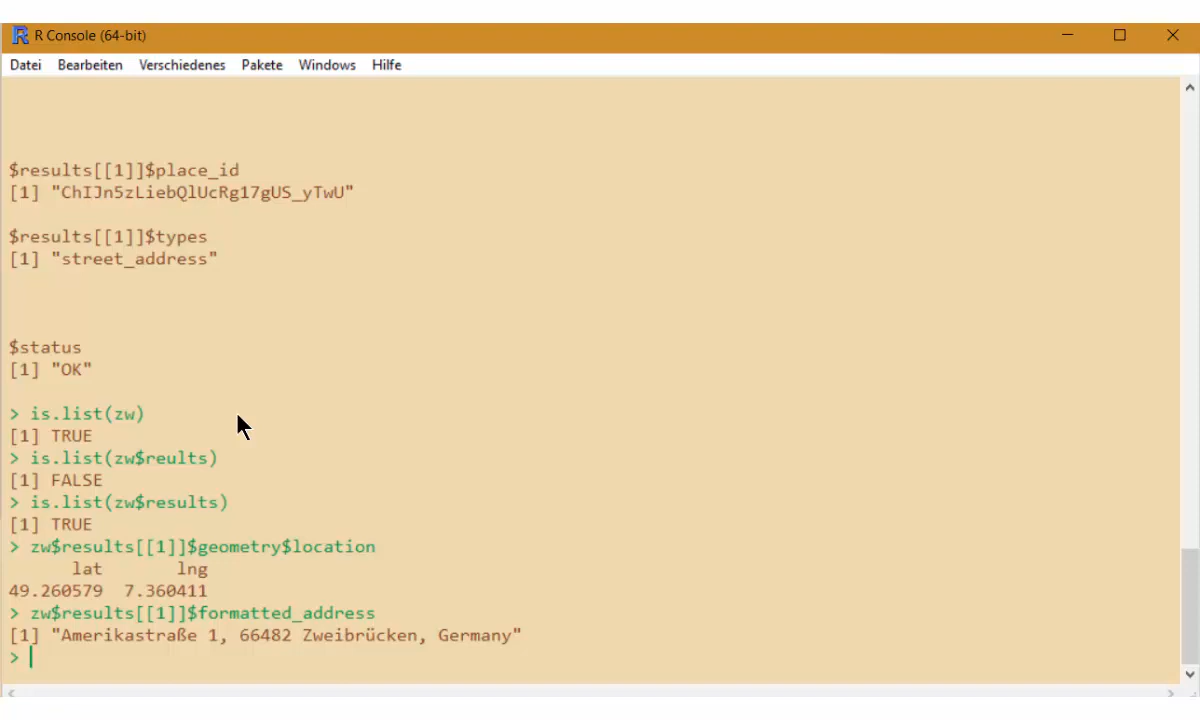 R Console (64-bit)
Datei Bearbeiten Verschiedenes Pakete Windows Hilfe
$results[[1]]$place_id
[1] "ChIJn5zLiebQlUcRg17gUS_yTwU"
$results[[1]]$types
[1] "street_address"
$status
[1] "OK"
> is.list(zw)
[1] TRUE
> is.list(zw$reults)
[1] FALSE
> is.list(zw$results)
[1] TRUE
> zw$results[[1]]$geometry$location
lat lng
49.260579 7.360411
> zw$results[[1]]$formatted_address
[1] "Amerikastraße 1, 66482 Zweibrücken, Germany"
>